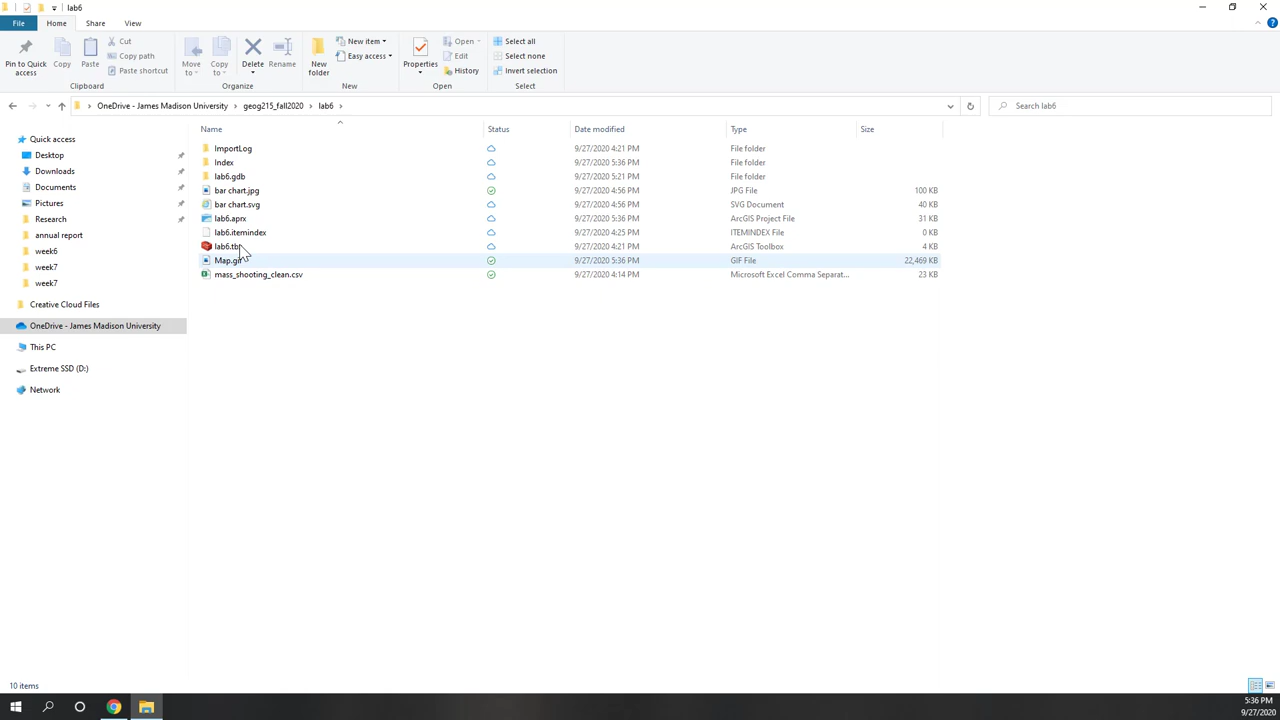 lab6
File Home Share View
Pin to Quick access
Copy
Paste
Cut
Copy path
Paste shortcut
Clipboard
Move to
Copy to
Delete
Rename
Organize
New folder
New item
Easy access
New
Properties
Open
Edit
History
Open
Select all
Select none
Invert selection
Select
OneDrive - James Madison University > geog215_fall2020 > lab6 >
Search lab6
Quick access
Desktop
Downloads
Documents
Pictures
Research
annual report
week6
week7
week7
Creative Cloud Files
OneDrive - James Madison University
This PC
Extreme SSD (D:)
Network
Name Status Date modified Type Size
ImportLog 9/27/2020 4:21 PM File folder
Index 9/27/2020 5:36 PM File folder
lab6.gdb 9/27/2020 5:21 PM File folder
bar chart.jpg 9/27/2020 4:56 PM JPG File 100 KB
bar chart.svg 9/27/2020 4:56 PM SVG Document 40 KB
lab6.aprx 9/27/2020 5:36 PM ArcGIS Project File 31 KB
lab6.itemindex 9/27/2020 4:25 PM ITEMINDEX File 0 KB
lab6.tbx 9/27/2020 4:21 PM ArcGIS Toolbox 4 KB
Map.gif 9/27/2020 5:36 PM GIF File 22,469 KB
mass_shooting_clean.csv 9/27/2020 4:14 PM Microsoft Excel Comma Separat... 23 KB
10 items
5:36 PM
9/27/2020